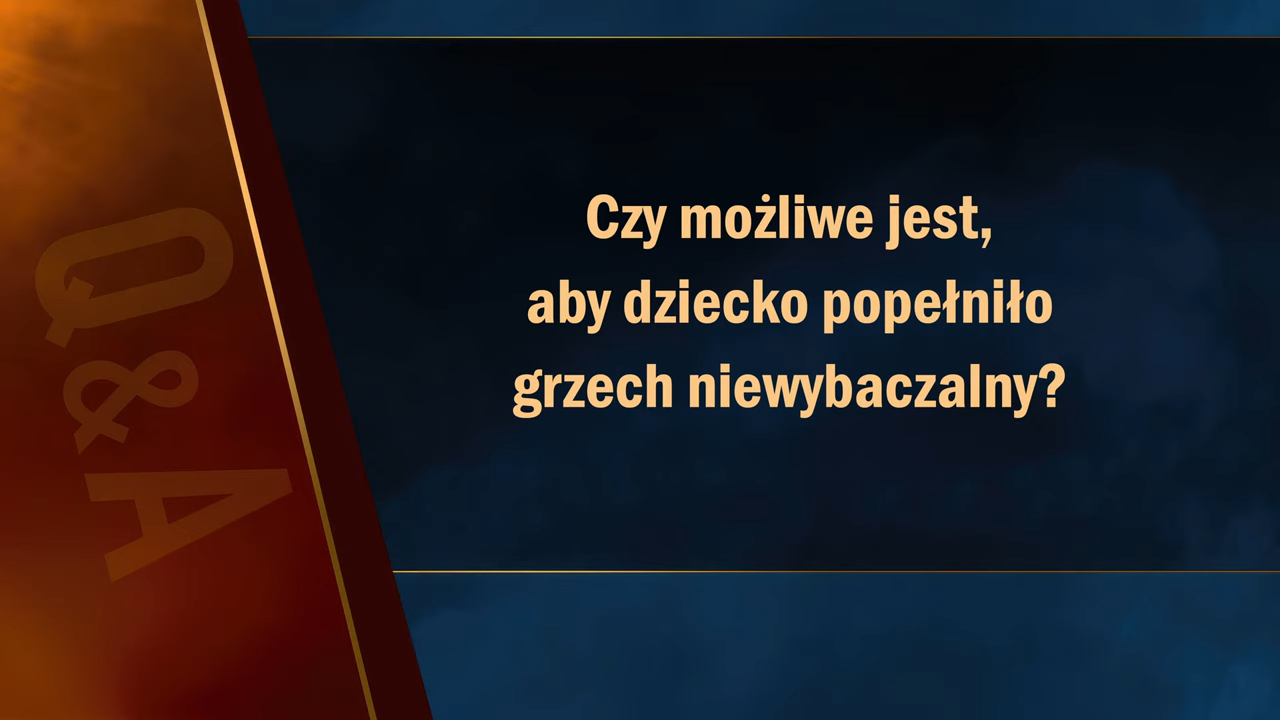 Q&A
Czy możliwe jest,
aby dziecko popełniło
grzech niewybaczalny?